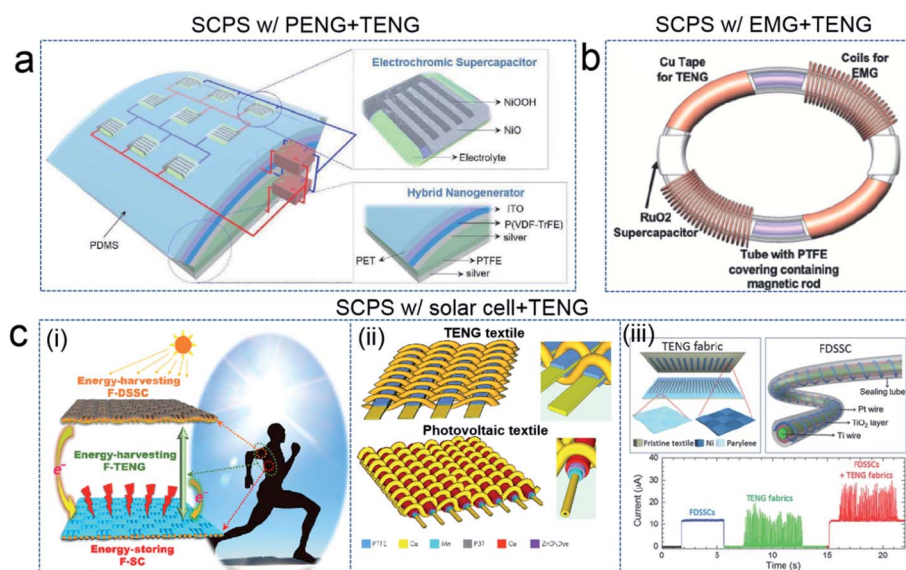 SCPS w/ PENG+TENG
a
Electrochromic Supercapacitor
NiOOH
NiO
Electrolyte
Hybrid Nanogenerator
ITO
P(VDF-TrFE)
silver
PET
PTFE
silver
PDMS
SCPS w/ EMG+TENG
b
Cu Tape
for TENG
Coils for
EMG
RuO2
Supercapacitor
Tube with PTFE
covering containing
magnetic rod
SCPS w/ solar cell+TENG
c
(i)
Energy-harvesting
F-DSSC
Energy-harvesting
F-TENG
e-
e-
Energy-storing
F-SC
(ii)
TENG textile
Photovoltaic textile
PTFE
Cu
Mn
PBT
Cu
ZnO\Dye
(iii)
TENG fabric
Pristine textile
Ni
Parylene
FDSSC
Sealing tube
Pt wire
TiO2 layer
Ti wire
Current (μA)
40
30
20
10
0
FDSSCs
TENG fabrics
FDSSCs
+ TENG fabrics
0
5
10
15
20
Time (s)